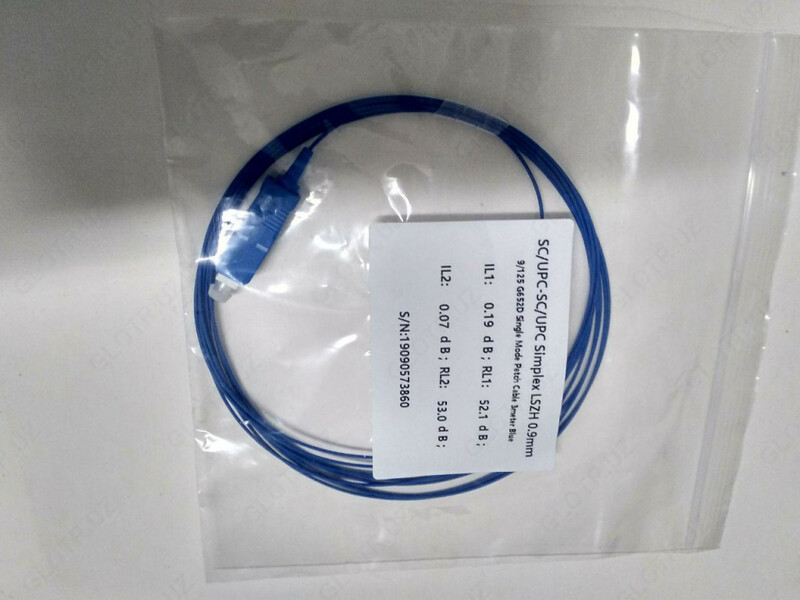 SC/UPC-SC/UPC Simplex LSZH 0.9mm
9/125 G652D Single Mode Patch Cable 3meter Blue
IL1: 0.19 dB; RL1: 52.1 dB;
IL2: 0.07 dB; RL2: 53.0 dB;
S/N:19090573860